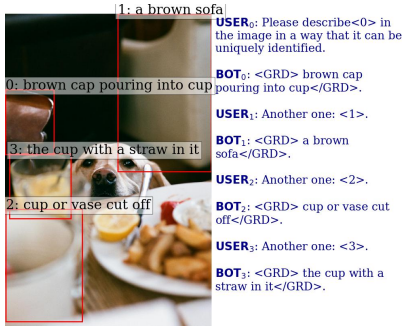 1: a brown sofa
0: brown cap pouring into cup
3: the cup with a straw in it
2: cup or vase cut off
USER0: Please describe<0> in
the image in a way that it can be
uniquely identified.
BOT0: <GRD> brown cap
pouring into cup</GRD>.
USER1: Another one: <1>.
BOT1: <GRD> a brown
sofa</GRD>.
USER2: Another one: <2>.
BOT2: <GRD> cup or vase cut
off</GRD>.
USER3: Another one: <3>.
BOT3: <GRD> the cup with a
straw in it</GRD>.